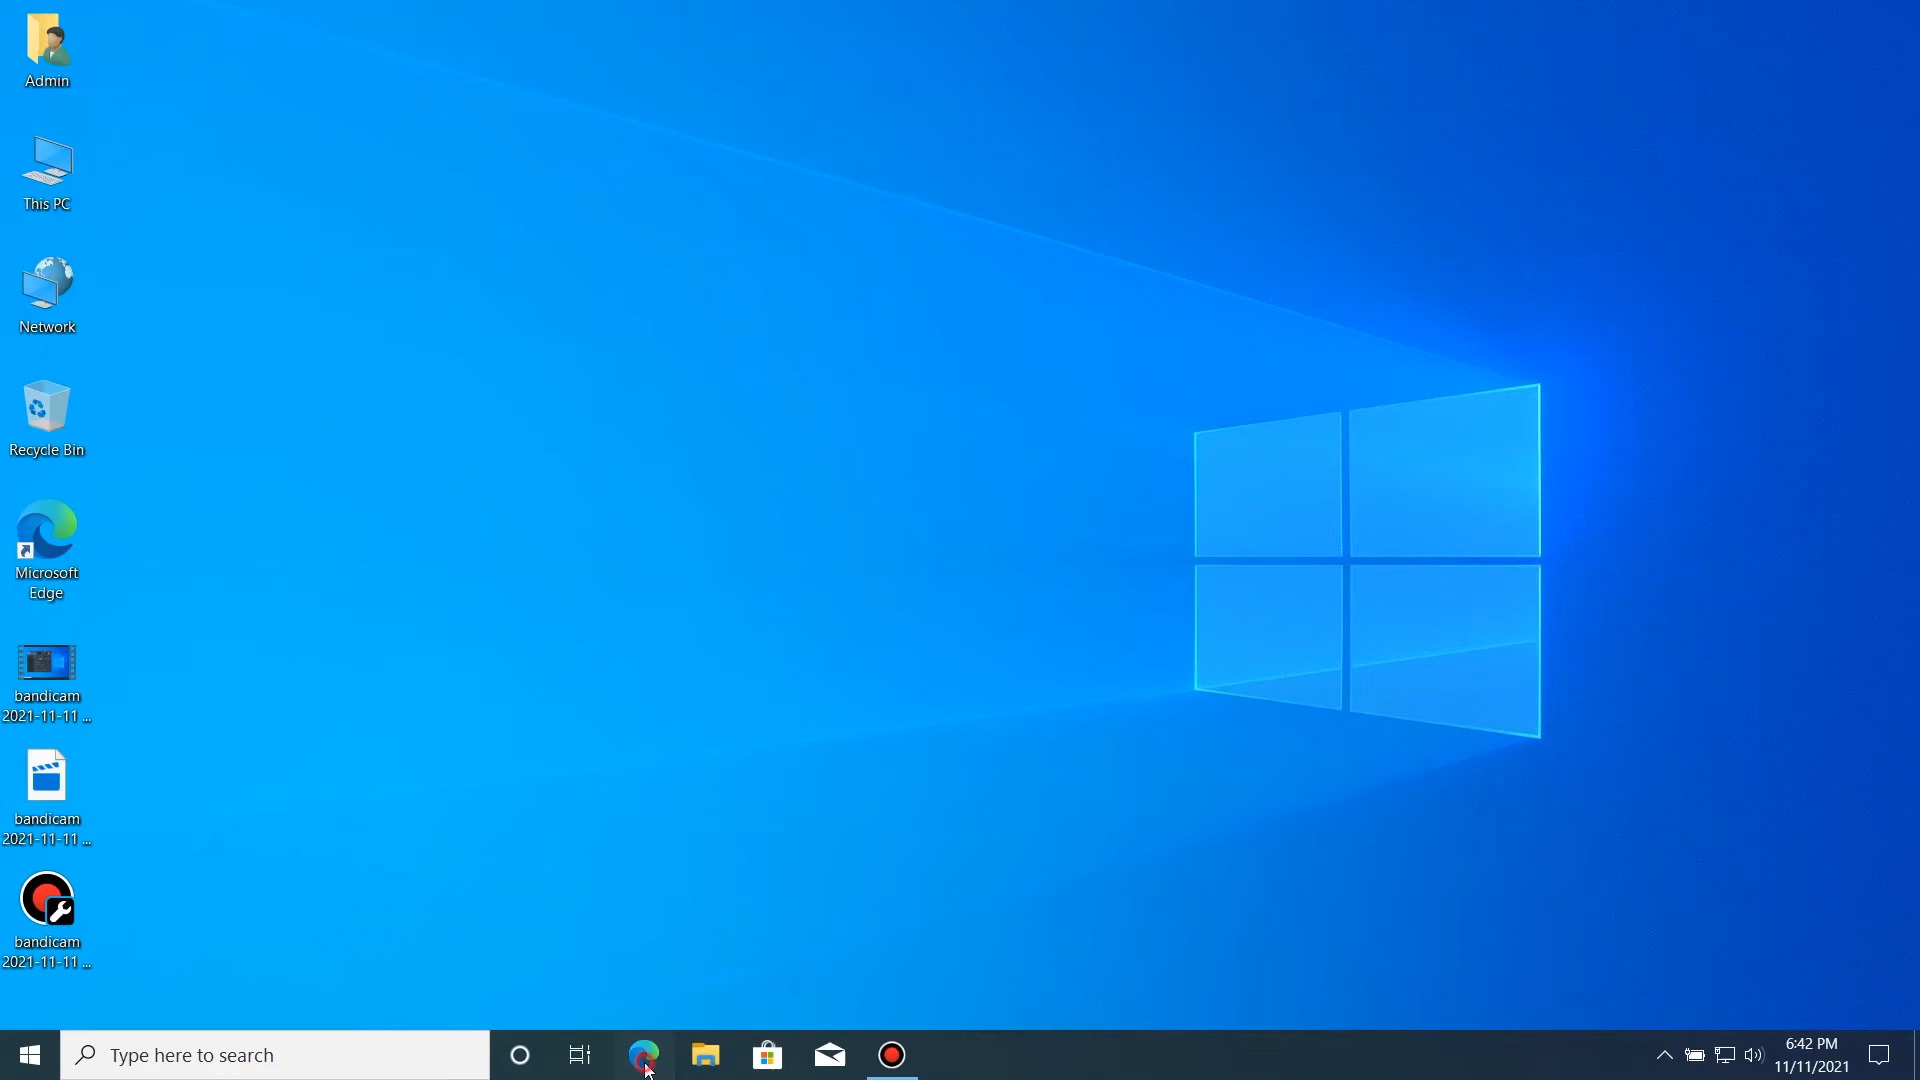 Admin
This PC
Network
Recycle Bin
Microsoft
Edge
bandicam
2021-11-11 ...
bandicam
2021-11-11 ...
bandicam
2021-11-11 ...
Type here to search
6:42 PM
11/11/2021